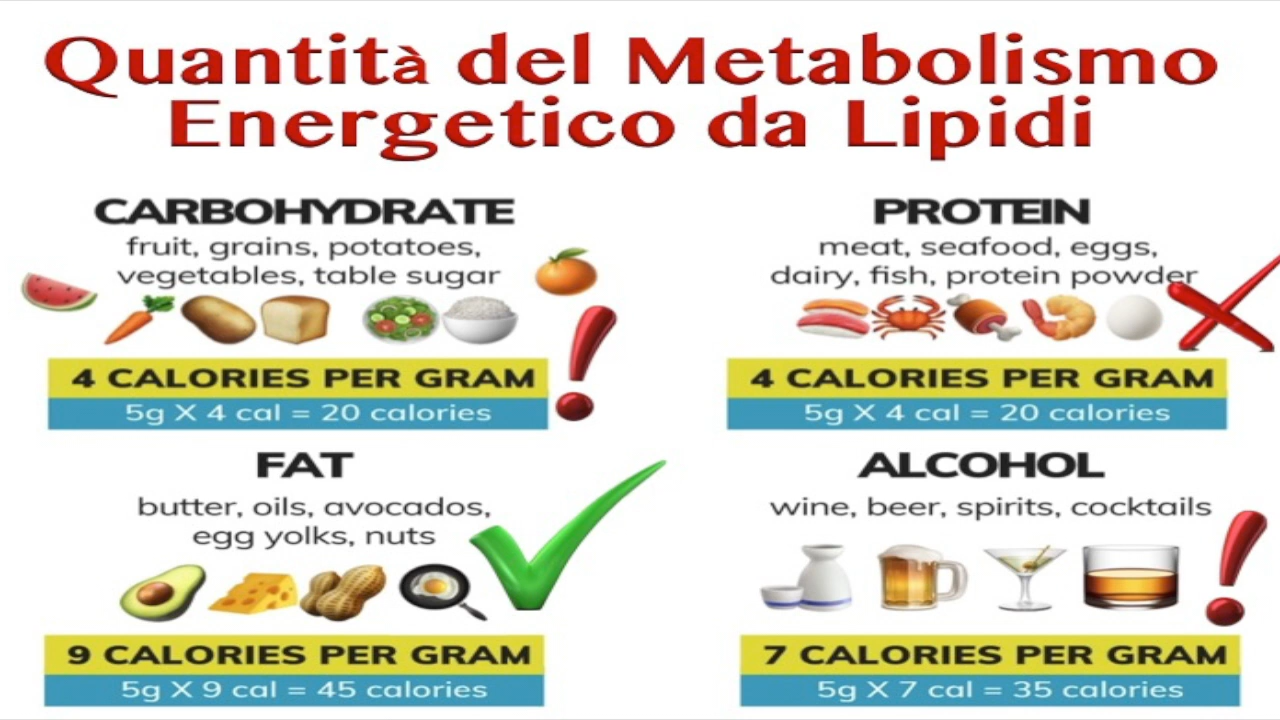 Quantità del Metabolismo
Energetico da Lipidi
CARBOHYDRATE
fruit, grains, potatoes,
vegetables, table sugar
4 CALORIES PER GRAM
5g X 4 cal = 20 calories
PROTEIN
meat, seafood, eggs,
dairy, fish, protein powder
4 CALORIES PER GRAM
5g X 4 cal = 20 calories
FAT
butter, oils, avocados,
egg yolks, nuts
9 CALORIES PER GRAM
5g X 9 cal = 45 calories
ALCOHOL
wine, beer, spirits, cocktails
7 CALORIES PER GRAM
5g X 7 cal = 35 calories